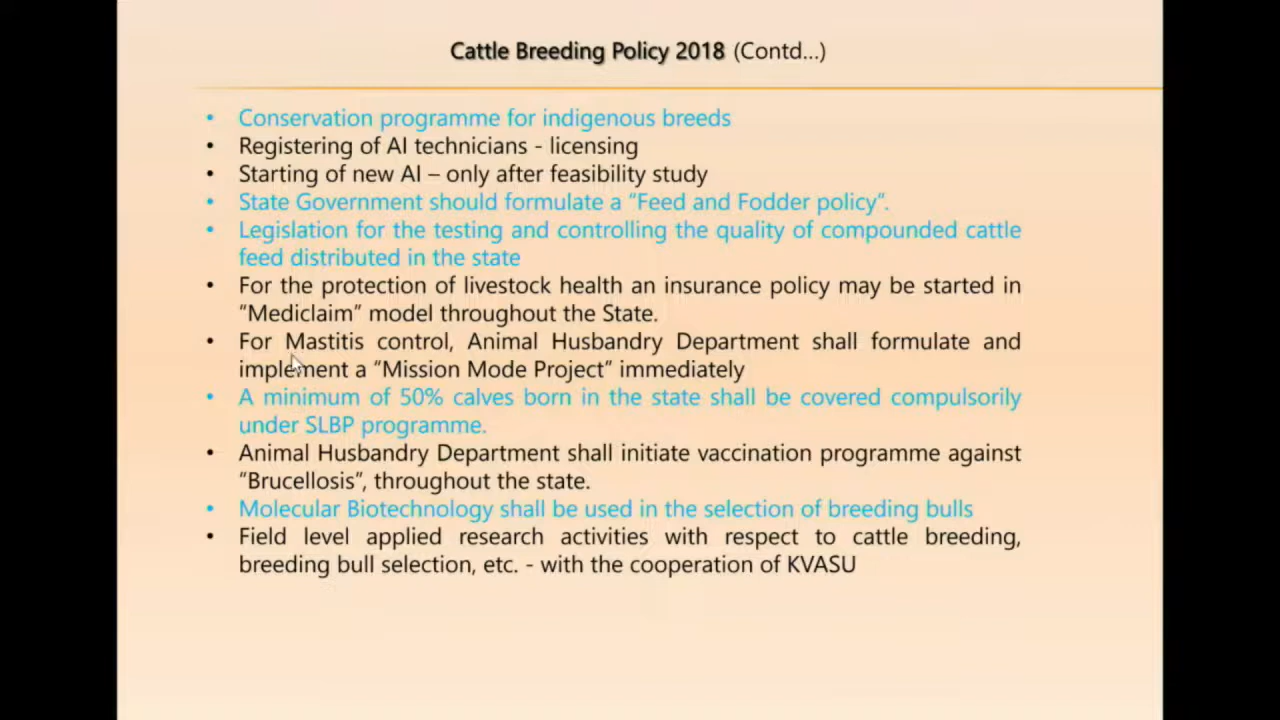 Cattle Breeding Policy 2018 (Contd...)
• Conservation programme for indigenous breeds
• Registering of AI technicians - licensing
• Starting of new AI – only after feasibility study
• State Government should formulate a “Feed and Fodder policy”.
• Legislation for the testing and controlling the quality of compounded cattle
feed distributed in the state
• For the protection of livestock health an insurance policy may be started in
“Mediclaim” model throughout the State.
• For Mastitis control, Animal Husbandry Department shall formulate and
implement a “Mission Mode Project” immediately
• A minimum of 50% calves born in the state shall be covered compulsorily
under SLBP programme.
• Animal Husbandry Department shall initiate vaccination programme against
“Brucellosis”, throughout the state.
• Molecular Biotechnology shall be used in the selection of breeding bulls
• Field level applied research activities with respect to cattle breeding,
breeding bull selection, etc. - with the cooperation of KVASU